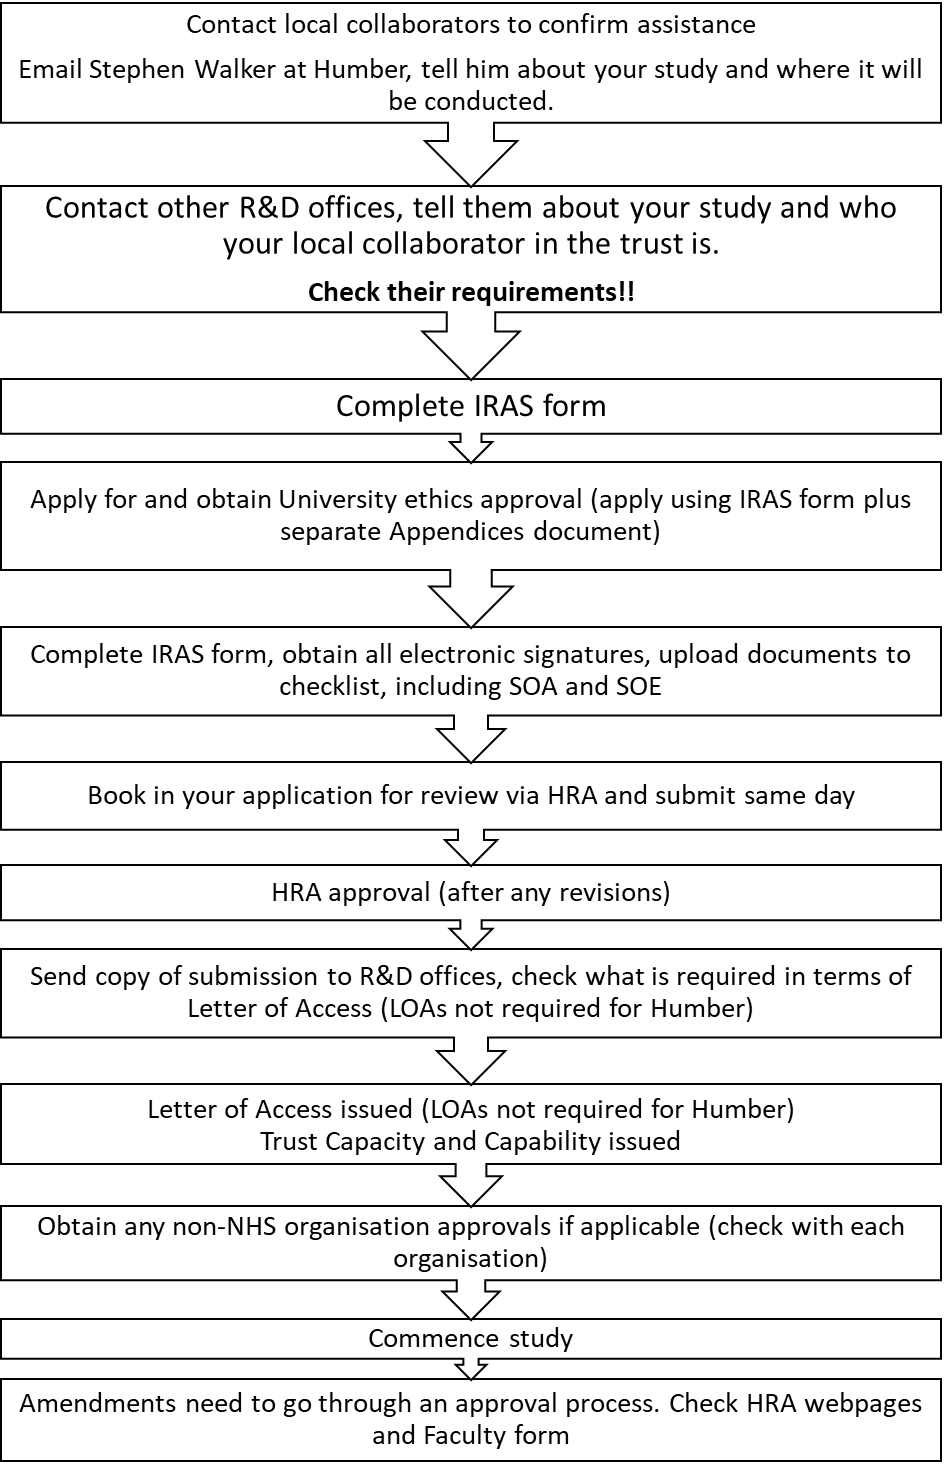 Contact local collaborators to confirm assistance
Email Stephen Walker at Humber, tell him about your study and where it will
be conducted.
Contact other R&D offices, tell them about your study and who
your local collaborator in the trust is.
Check their requirements!!
Complete IRAS form
Apply for and obtain University ethics approval (apply using IRAS form plus
separate Appendices document)
Complete IRAS form, obtain all electronic signatures, upload documents to
checklist, including SOA and SOE
Book in your application for review via HRA and submit same day
HRA approval (after any revisions)
Send copy of submission to R&D offices, check what is required in terms of
Letter of Access (LOAs not required for Humber)
Letter of Access issued (LOAs not required for Humber)
Trust Capacity and Capability issued
Obtain any non-NHS organisation approvals if applicable (check with each
organisation)
Commence study
Amendments need to go through an approval process. Check HRA webpages
and Faculty form